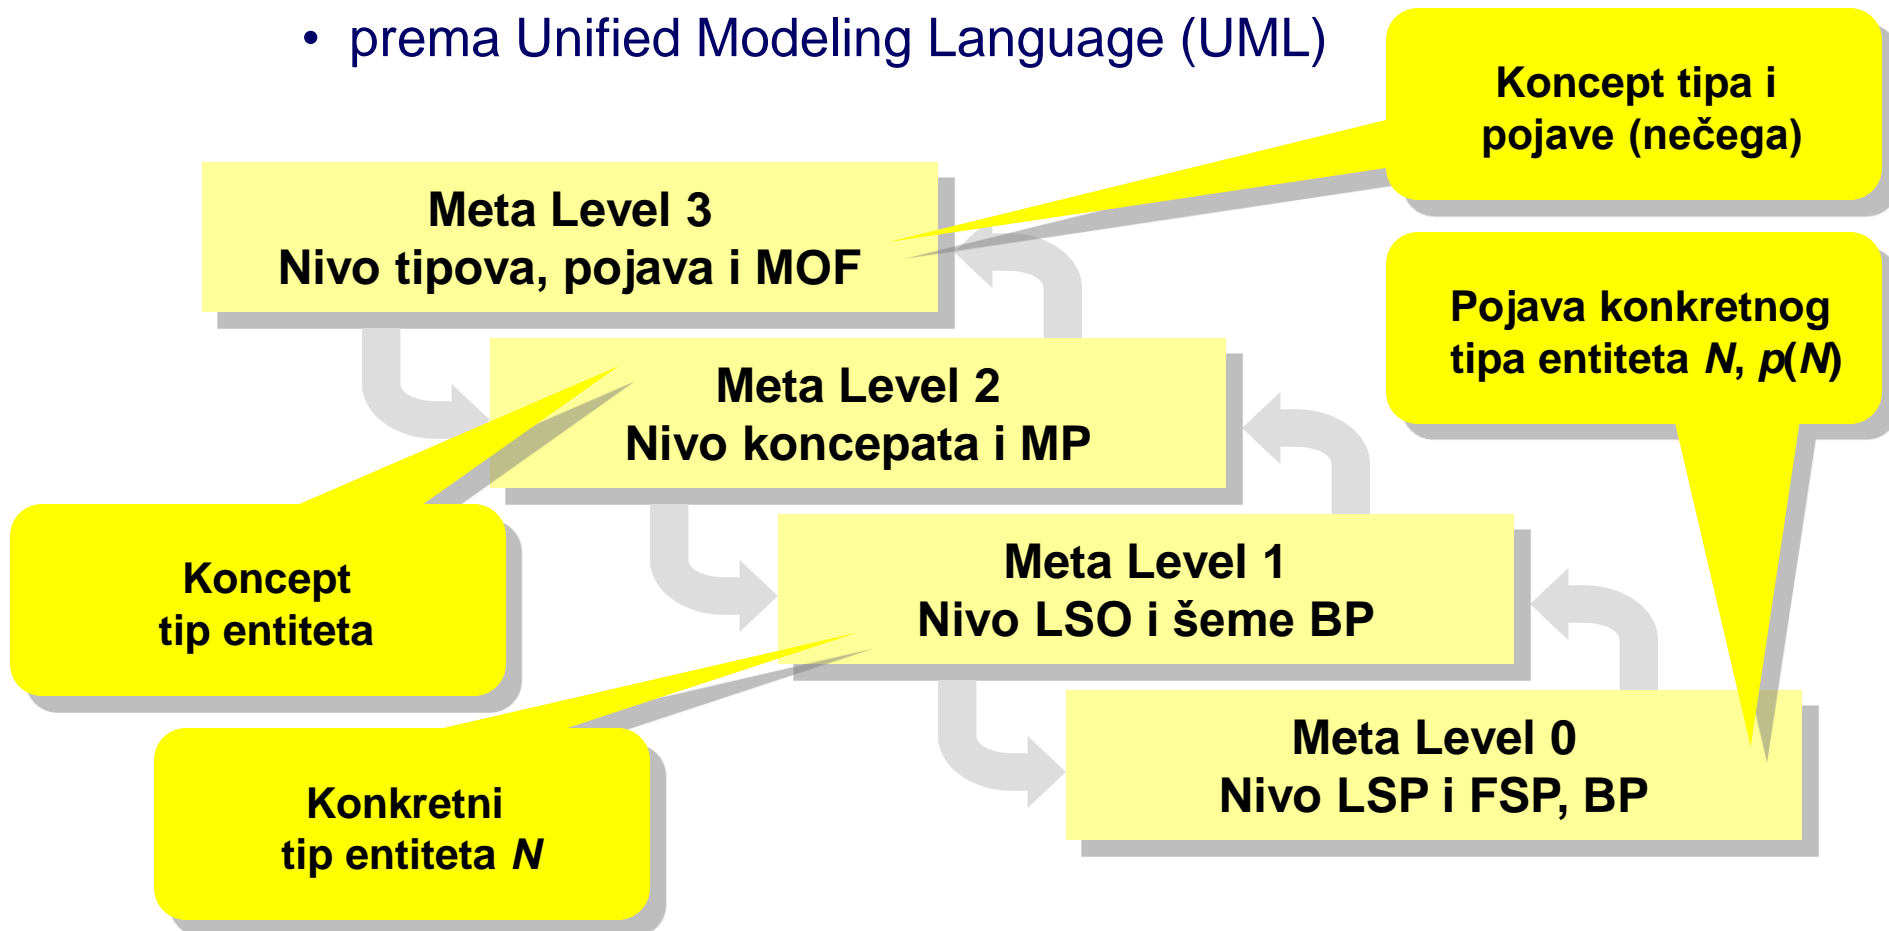 • prema Unified Modeling Language (UML)
Koncept tipa i
pojave (nečega)
Meta Level 3
Nivo tipova, pojava i MOF
Pojava konkretnog
tipa entiteta N, p(N)
Meta Level 2
Nivo koncepata i MP
Koncept
tip entiteta
Meta Level 1
Nivo LSO i šeme BP
Meta Level 0
Nivo LSP i FSP, BP
Konkretni
tip entiteta N